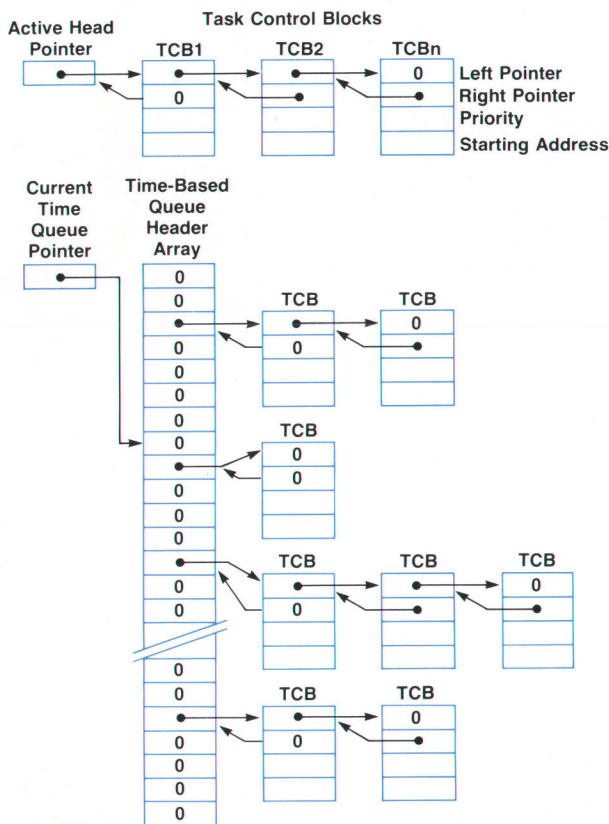 Task Control Blocks
Active Head
Pointer
TCB1 TCB2 TCBn
0 Left Pointer
0 Right Pointer
Priority
Starting Address
Current
Time
Queue
Pointer
Time-Based
Queue
Header
Array
0
0
TCB TCB
0
0 0
0
0
0
0
TCB
0
0
0
0
0
0
TCB TCB TCB
0
0 0
0
0
0
TCB TCB
0
0 0
0
0
0